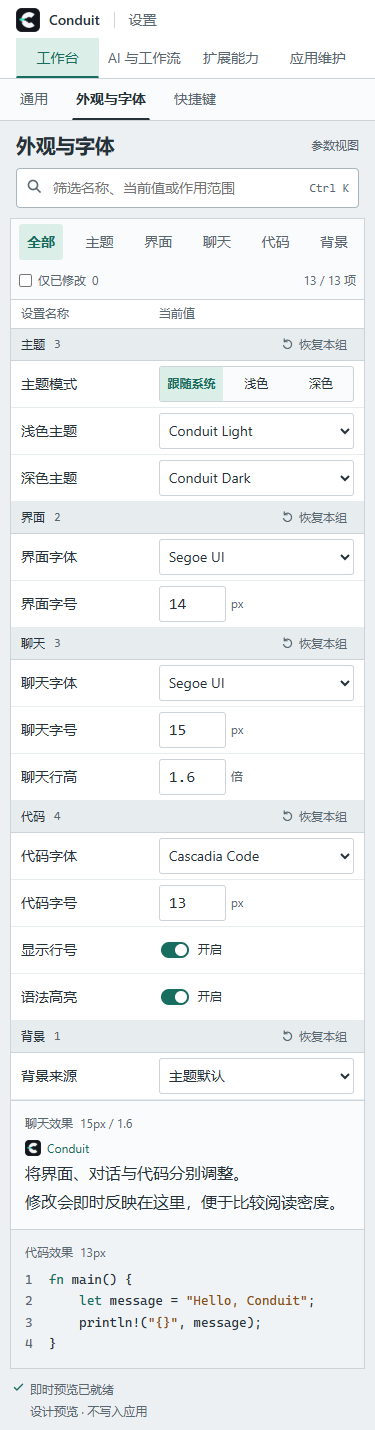 Conduit 设置
工作台 AI 与工作流 扩展能力 应用维护
通用 外观与字体 快捷键
外观与字体 参数视图
筛选名称、当前值或作用范围 Ctrl K
全部 主题 界面 聊天 代码 背景
仅已修改 0 13 / 13 项
设置名称 当前值
主题 3 恢复本组
主题模式 跟随系统 浅色 深色
浅色主题 Conduit Light
深色主题 Conduit Dark
界面 2 恢复本组
界面字体 Segoe UI
界面字号 14 px
聊天 3 恢复本组
聊天字体 Segoe UI
聊天字号 15 px
聊天行高 1.6 倍
代码 4 恢复本组
代码字体 Cascadia Code
代码字号 13 px
显示行号 开启
语法高亮 开启
背景 1 恢复本组
背景来源 主题默认
聊天效果 15px / 1.6
Conduit
将界面、对话与代码分别调整。
修改会即时反映在这里，便于比较阅读密度。
代码效果 13px
1 fn main() {
2 let message = "Hello, Conduit";
3 println!("{}", message);
4 }
即时预览已就绪
设计预览 · 不写入应用